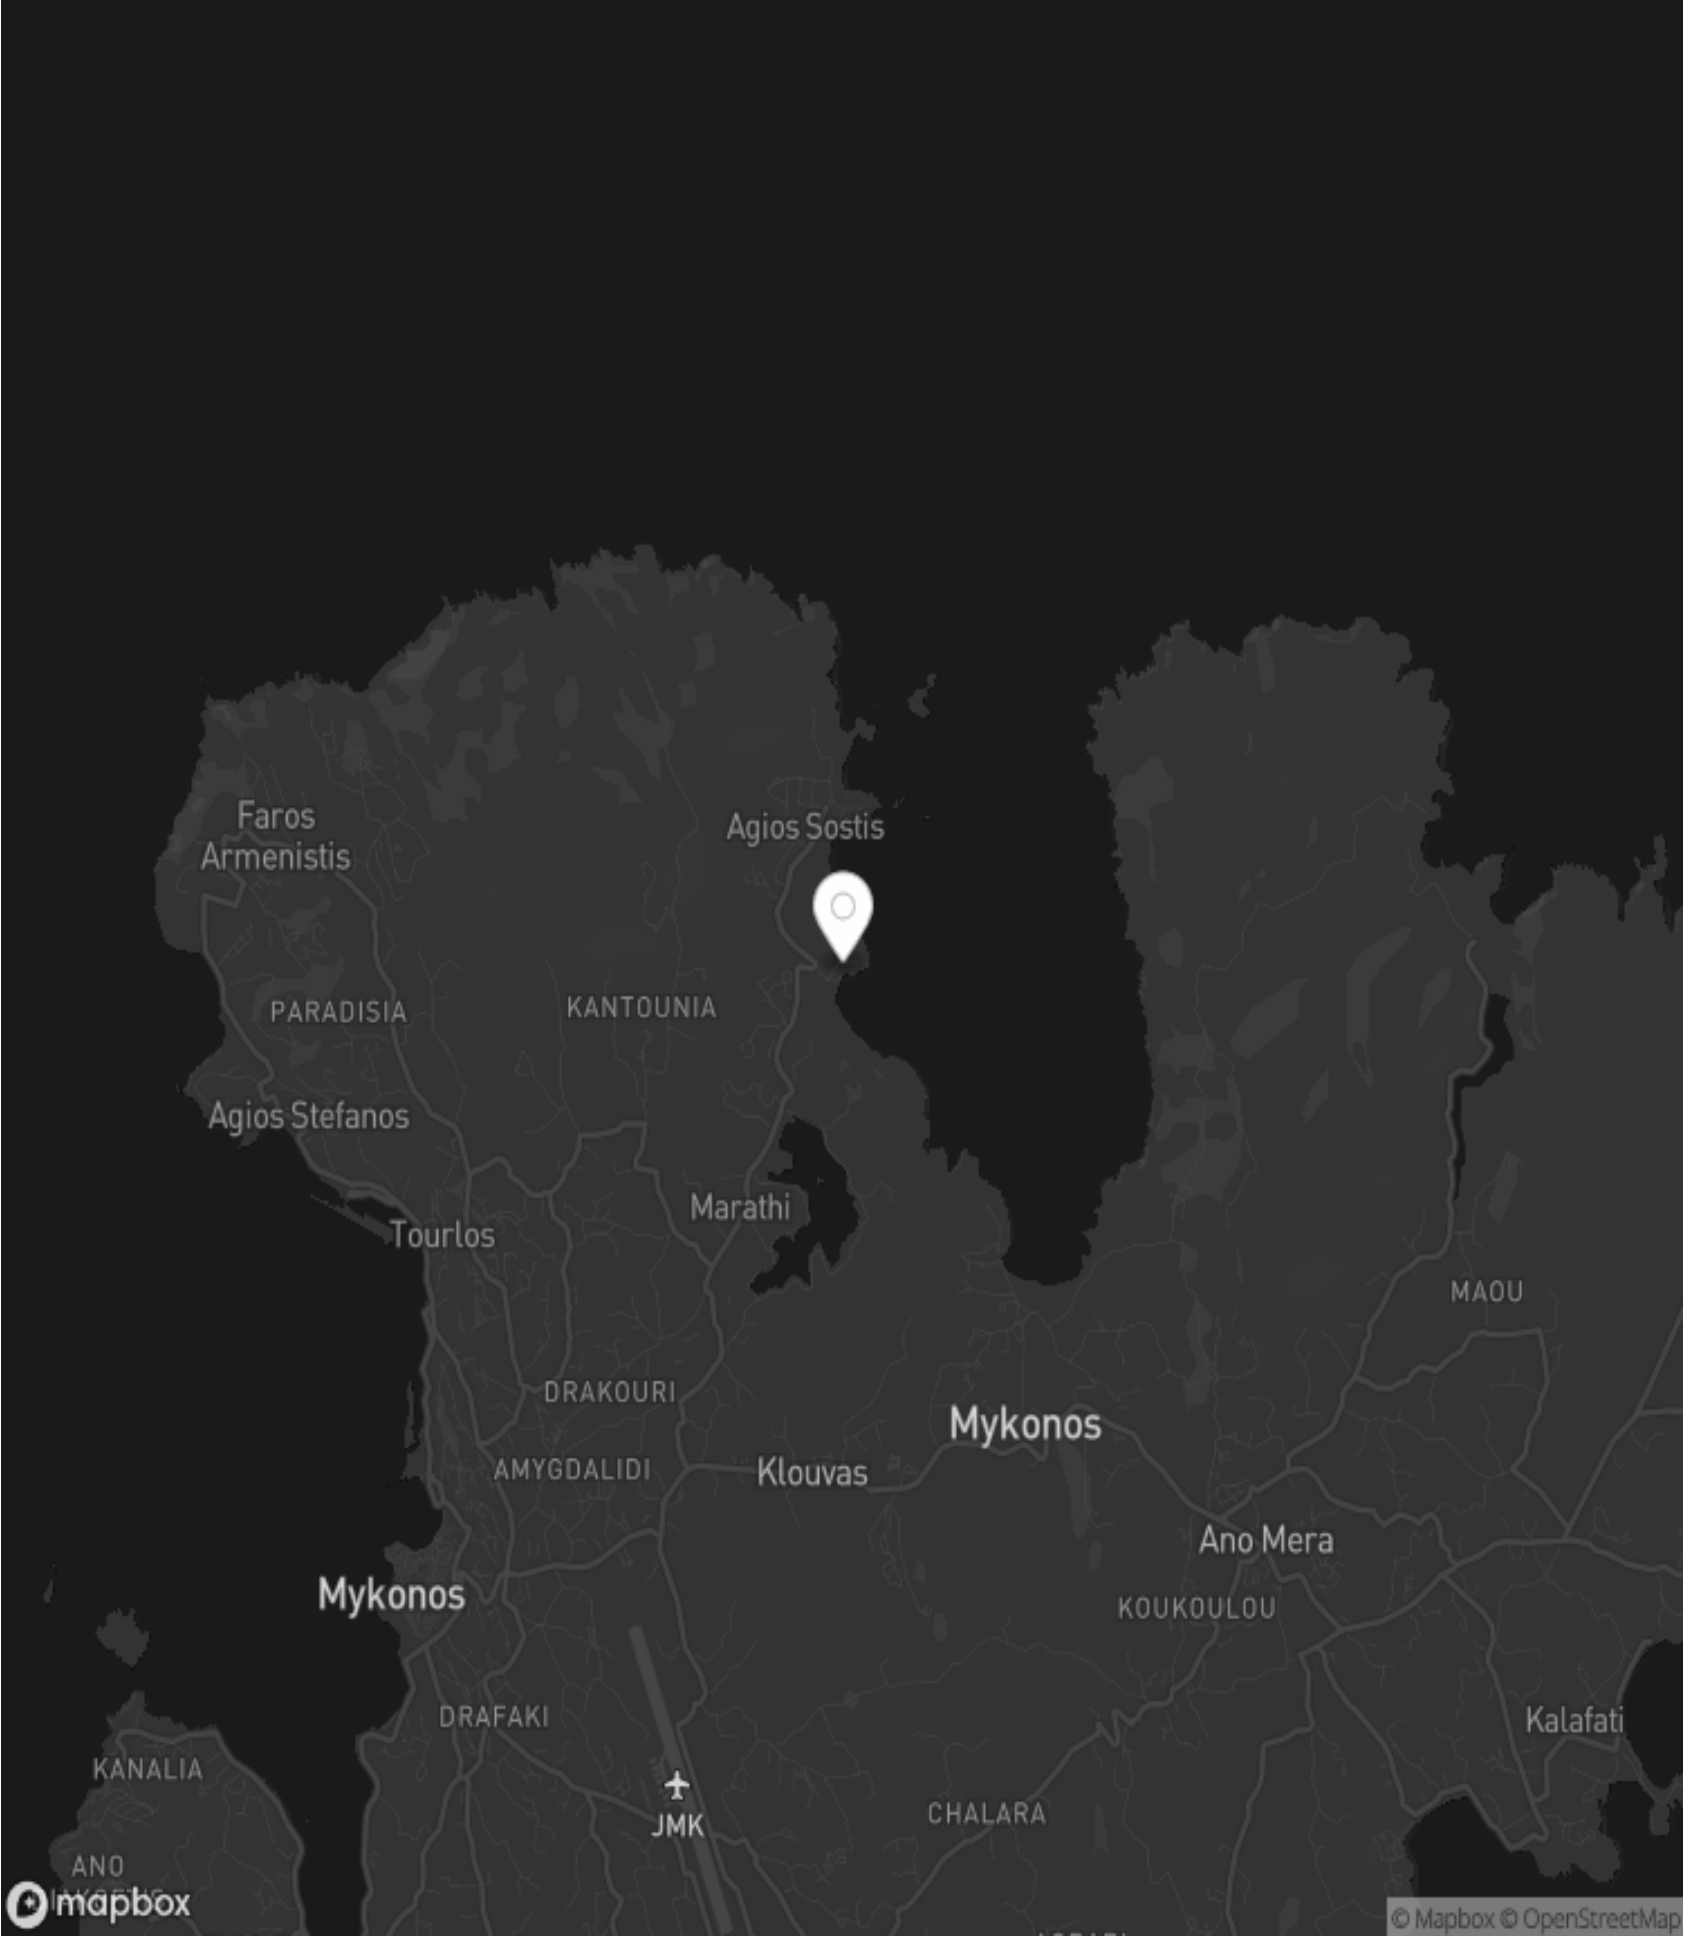 Faros
Armenistis
Agios Sostis
PARADISIA
KANTOUNIA
Agios Stefanos
Marathi
Tourlos
MAOU
DRAKOURI
Mykonos
AMYGDALIDI
Klouvas
Ano Mera
Mykonos
KOUKOULOU
DRAFAKI
Kalafati
KANALIA
JMK
CHALARA
ANO
mapbox
© Mapbox © OpenStreetMap